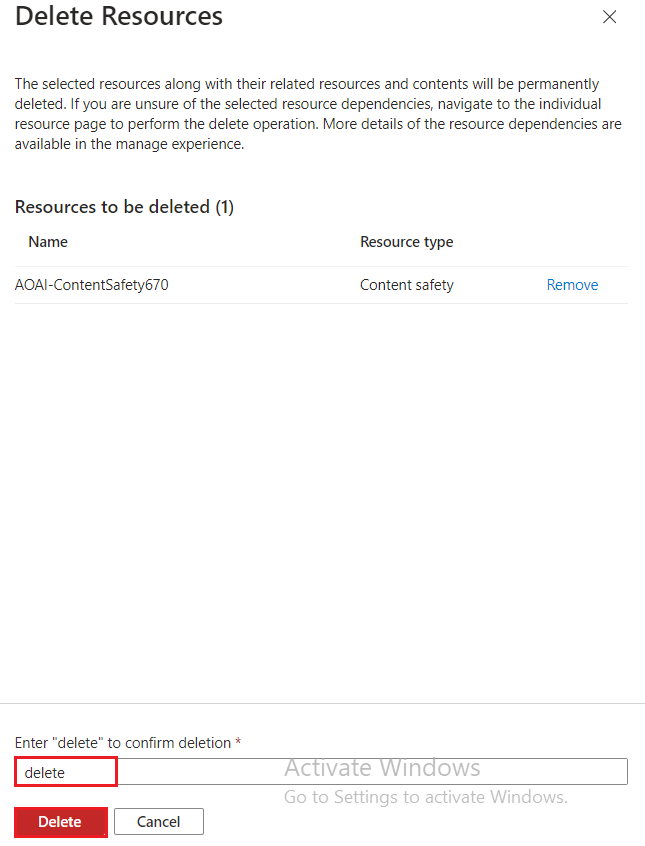 Delete Resources
The selected resources along with their related resources and contents will be permanently
deleted. If you are unsure of the selected resource dependencies, navigate to the individual
resource page to perform the delete operation. More details of the resource dependencies are
available in the manage experience.
Resources to be deleted (1)
Name Resource type
AOAI-ContentSafety670 Content safety Remove
Enter "delete" to confirm deletion *
delete
Activate Windows
Go to Settings to activate Windows.
Delete Cancel